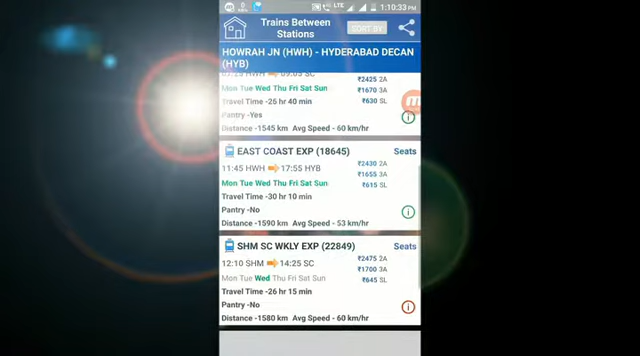 LTE 1:10:33 PM
Trains Between Stations
SORT BY
HOWRAH JN (HWH) - HYDERABAD DECAN (HYB)
HWH SC
₹2425 2A
Mon Tue Wed Thu Fri Sat Sun
₹1670 3A
Travel Time -26 hr 40 min
₹630 SL
Pantry -Yes
Distance -1545 km Avg Speed - 60 km/hr
EAST COAST EXP (18645) Seats
11:45 HWH 17:55 HYB
₹2430 2A
Mon Tue Wed Thu Fri Sat Sun
₹1655 3A
Travel Time -30 hr 10 min
₹615 SL
Pantry -No
Distance -1590 km Avg Speed - 53 km/hr
SHM SC WKLY EXP (22849) Seats
12:10 SHM 14:25 SC
₹2475 2A
Mon Tue Wed Thu Fri Sat Sun
₹1700 3A
Travel Time -26 hr 15 min
₹645 SL
Pantry -No
Distance -1580 km Avg Speed - 60 km/hr